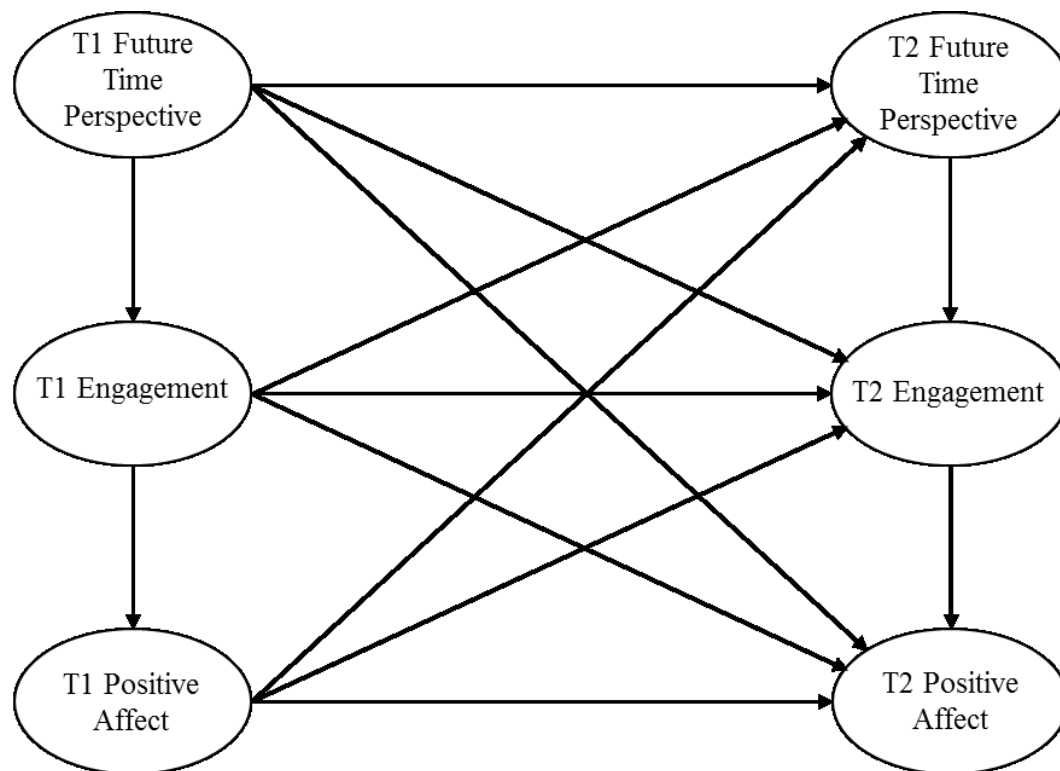 T1 Future
Time
Perspective
T2 Future
Time
Perspective
T1 Engagement
T2 Engagement
T1 Positive
Affect
T2 Positive
Affect